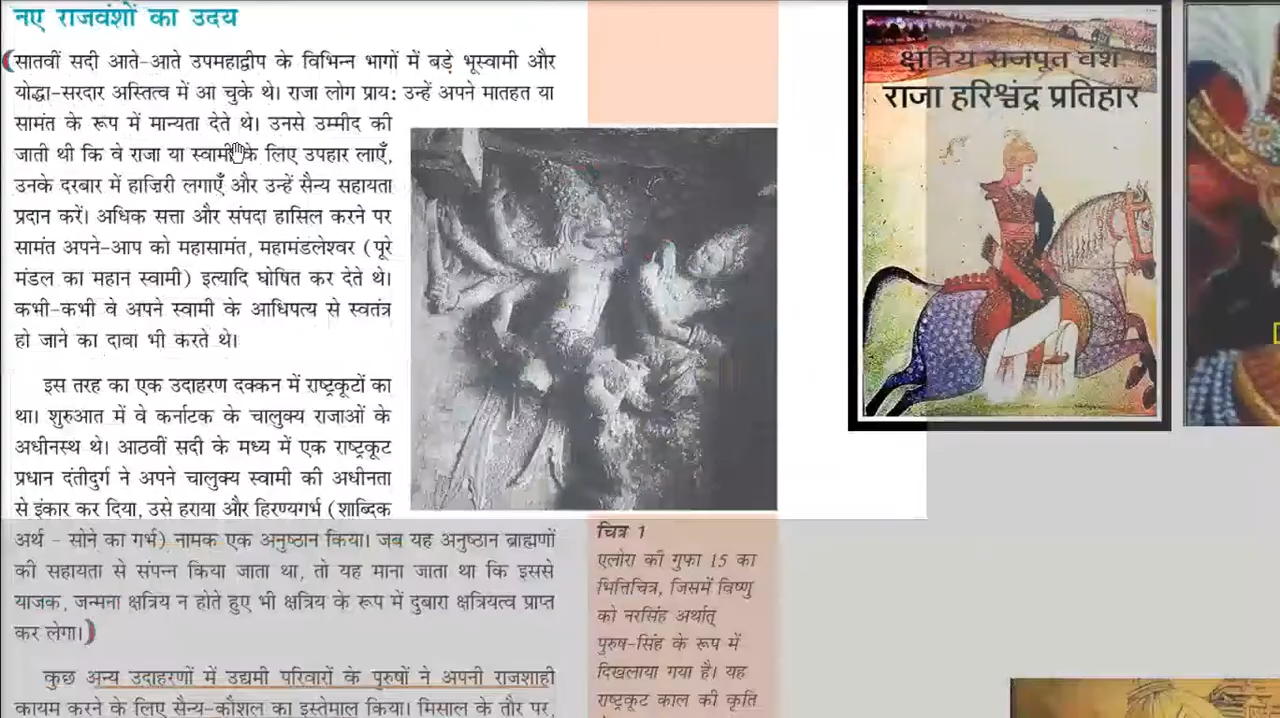 नए राजवंशों का उदय
सातवीं सदी आते-आते उपमहाद्वीप के विभिन्न भागों में बड़े भूस्वामी और
योद्धा-सरदार अस्तित्व में आ चुके थे। राजा लोग प्राय: उन्हें अपने मातहत या
सामंत के रूप में मान्यता देते थे। उनसे उम्मीद की
जाती थी कि वे राजा या स्वामी के लिए उपहार लाएँ,
उनके दरबार में हाज़िरी लगाएँ और उन्हें सैन्य सहायता
प्रदान करें। अधिक सत्ता और संपदा हासिल करने पर
सामंत अपने-आप को महासामंत, महामंडलेश्वर (पूरे
मंडल का महान स्वामी) इत्यादि घोषित कर देते थे।
कभी-कभी वे अपने स्वामी के आधिपत्य से स्वतंत्र
हो जाने का दावा भी करते थे।
इस तरह का एक उदाहरण दक्कन में राष्ट्रकूटों का
था। शुरुआत में वे कर्नाटक के चालुक्य राजाओं के
अधीनस्थ थे। आठवीं सदी के मध्य में एक राष्ट्रकूट
प्रधान दंतीदुर्ग ने अपने चालुक्य स्वामी की अधीनता
से इंकार कर दिया, उसे हराया और हिरण्यगर्भ (शाब्दिक
अर्थ - सोने का गर्भ) नामक एक अनुष्ठान किया। जब यह अनुष्ठान ब्राह्मणों
की सहायता से संपन्न किया जाता था, तो यह माना जाता था कि इससे
याजक, जन्मना क्षत्रिय न होते हुए भी क्षत्रिय के रूप में दुबारा क्षत्रियत्व प्राप्त
कर लेगा।)
कुछ अन्य उदाहरणों में उद्यमी परिवारों के पुरुषों ने अपनी राजशाही
कायम करने के लिए सैन्य-कौशल का इस्तेमाल किया। मिसाल के तौर पर,
चित्र 1
एलोरा की गुफा 15 का
भित्तिचित्र, जिसमें विष्णु
को नरसिंह अर्थात्
पुरुष-सिंह के रूप में
दिखलाया गया है। यह
राष्ट्रकूट काल की कृति
क्षत्रिय राजपूत वंश
राजा हरिश्चंद्र प्रतिहार